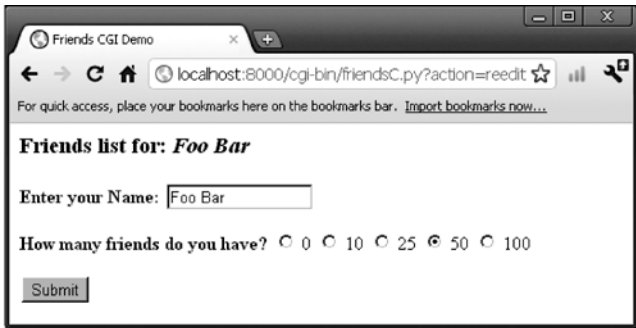 Friends CGI Demo
localhost:8000/cgi-bin/friendsC.py?action=reedit
For quick access, place your bookmarks here on the bookmarks bar. Import bookmarks now...
Friends list for: Foo Bar
Enter your Name: Foo Bar
How many friends do you have? 0 10 25 50 100
Submit